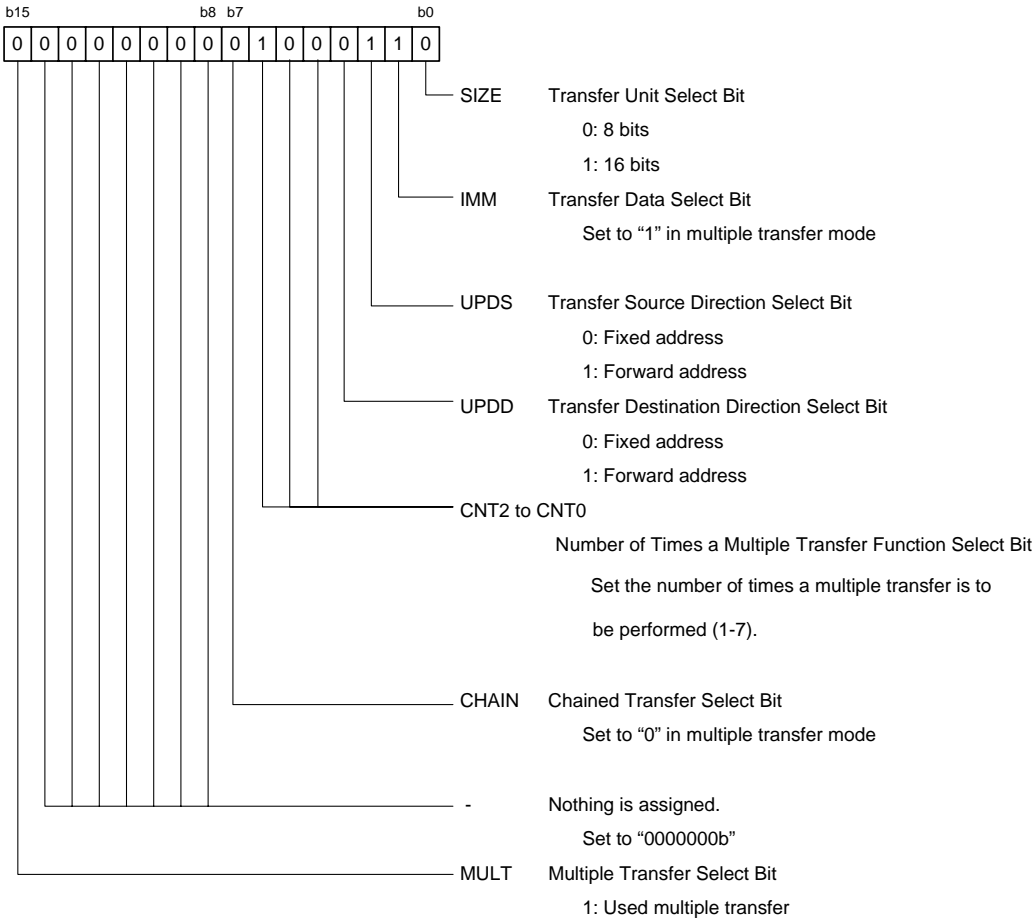 b15 b8 b7 b0
0 0 0 0 0 0 0 0 0 1 0 0 0 1 1 0
SIZE Transfer Unit Select Bit
0: 8 bits
1: 16 bits
IMM Transfer Data Select Bit
Set to “1” in multiple transfer mode
UPDS Transfer Source Direction Select Bit
0: Fixed address
1: Forward address
UPDD Transfer Destination Direction Select Bit
0: Fixed address
1: Forward address
CNT2 to CNT0
Number of Times a Multiple Transfer Function Select Bit
Set the number of times a multiple transfer is to
be performed (1-7).
CHAIN Chained Transfer Select Bit
Set to “0” in multiple transfer mode
- Nothing is assigned.
Set to “0000000b”
MULT Multiple Transfer Select Bit
1: Used multiple transfer